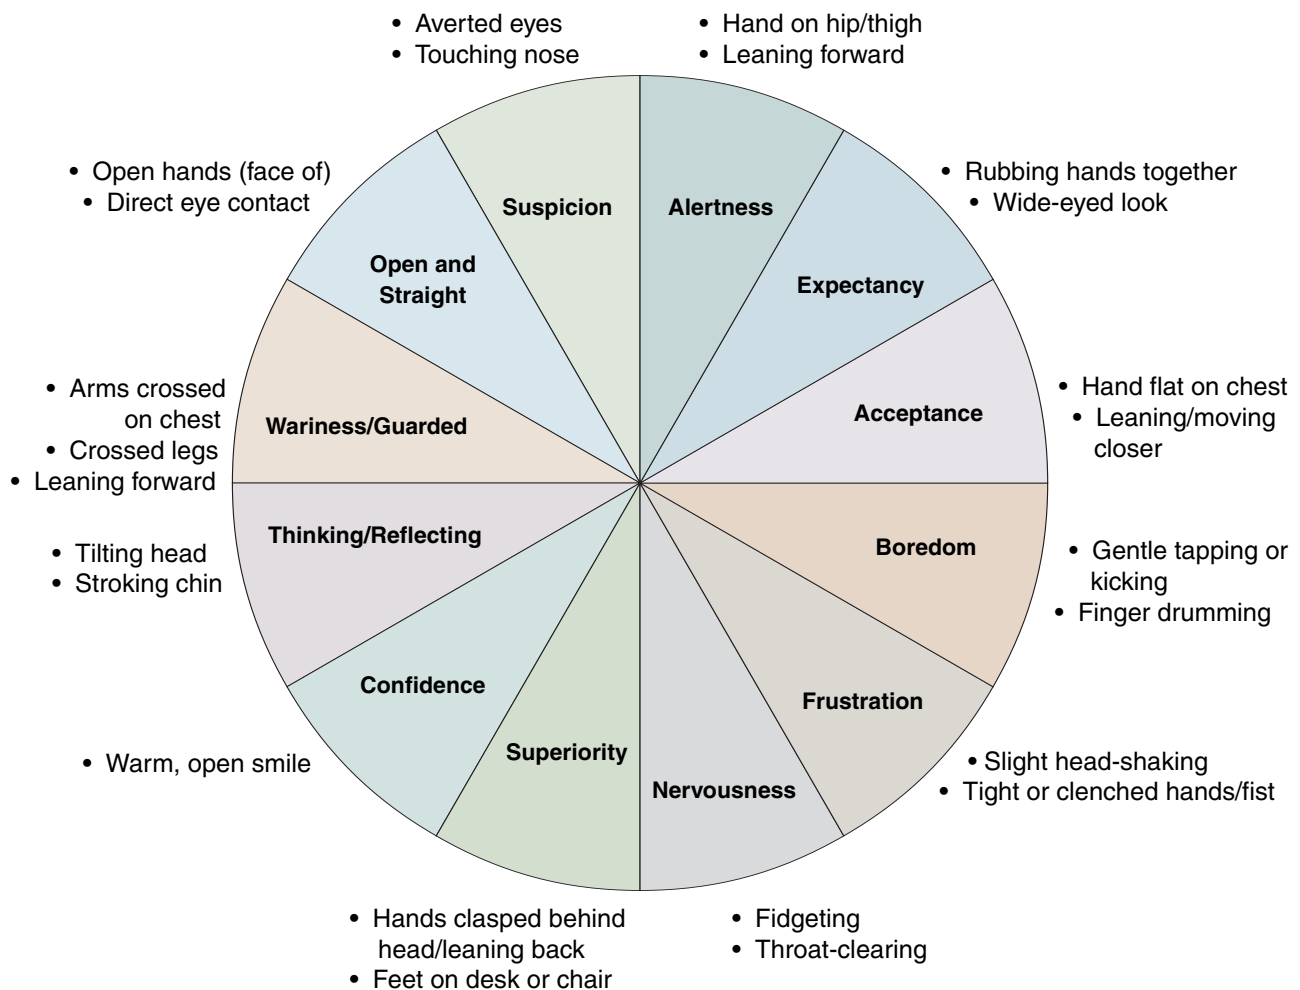 • Averted eyes
• Touching nose
• Hand on hip/thigh
• Leaning forward
• Open hands (face of)
• Direct eye contact
• Rubbing hands together
• Wide-eyed look
Suspicion
Alertness
Open and
Straight
Expectancy
• Arms crossed
on chest
• Crossed legs
• Leaning forward
Wariness/Guarded
Acceptance
• Hand flat on chest
• Leaning/moving
closer
• Tilting head
• Stroking chin
Thinking/Reflecting
Boredom
• Gentle tapping or
kicking
• Finger drumming
Confidence
Frustration
• Warm, open smile
Superiority
Nervousness
• Slight head-shaking
• Tight or clenched hands/fist
• Hands clasped behind
head/leaning back
• Feet on desk or chair
• Fidgeting
• Throat-clearing